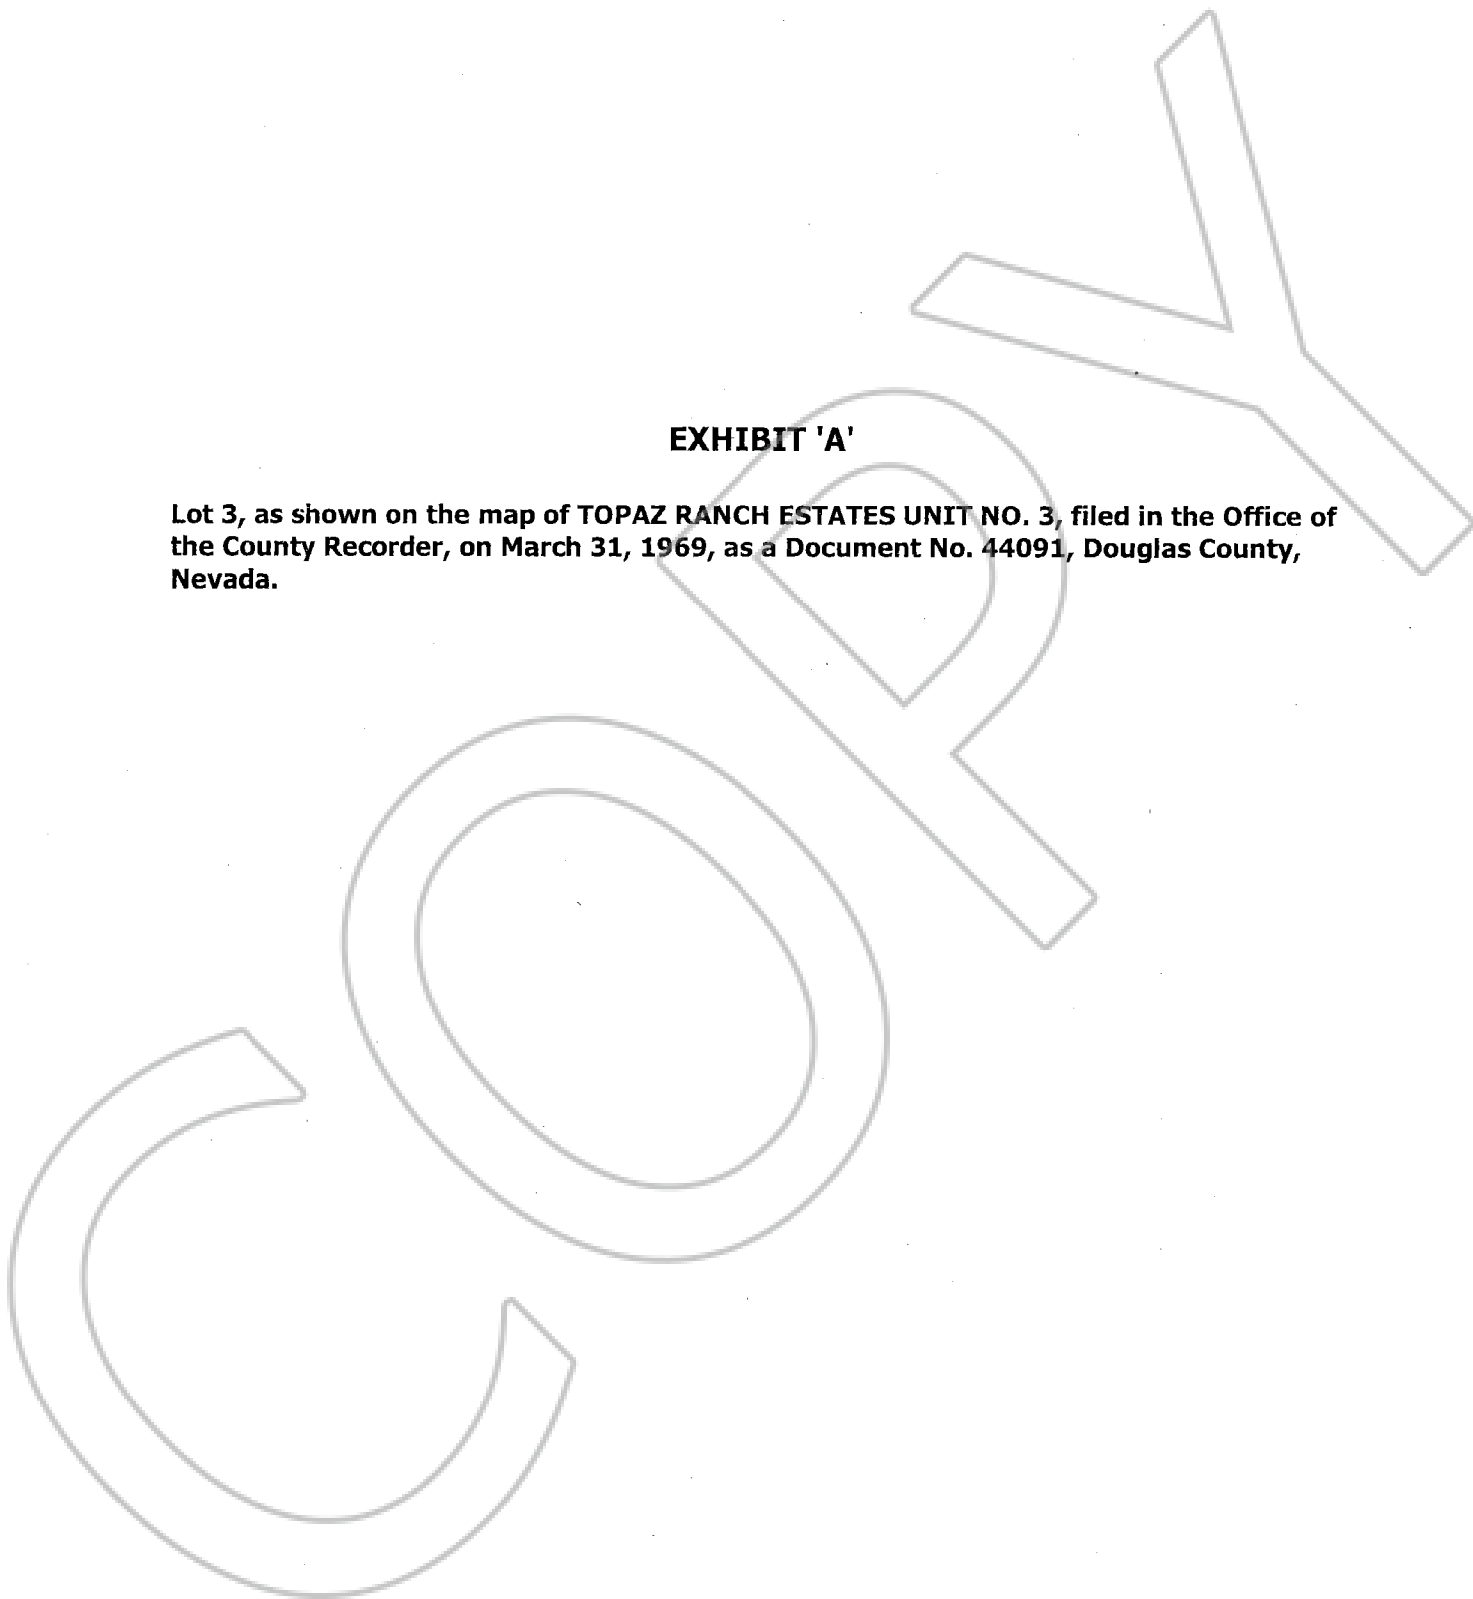 EXHIBIT 'A'
Lot 3, as shown on the map of TOPAZ RANCH ESTATES UNIT NO. 3, filed in the Office of
the County Recorder, on March 31, 1969, as a Document No. 44091, Douglas County,
Nevada.
COPY